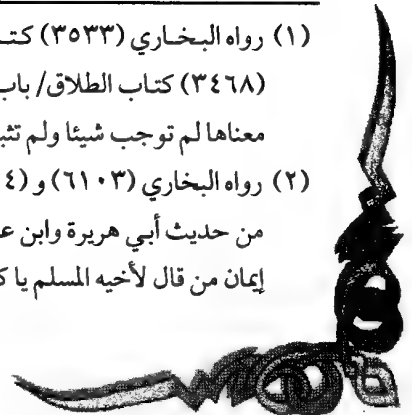 (١) رواه البخاري (٣٥٣٣) كتا
(٣٤٦٨) كتاب الطلاق/ باب
معناها لم توجب شيئا ولم تثب
(٢) رواه البخاري (٦١٠٣) و (٤
من حديث أبي هريرة وابن ع
إيمان من قال لأخيه المسلم يا ك